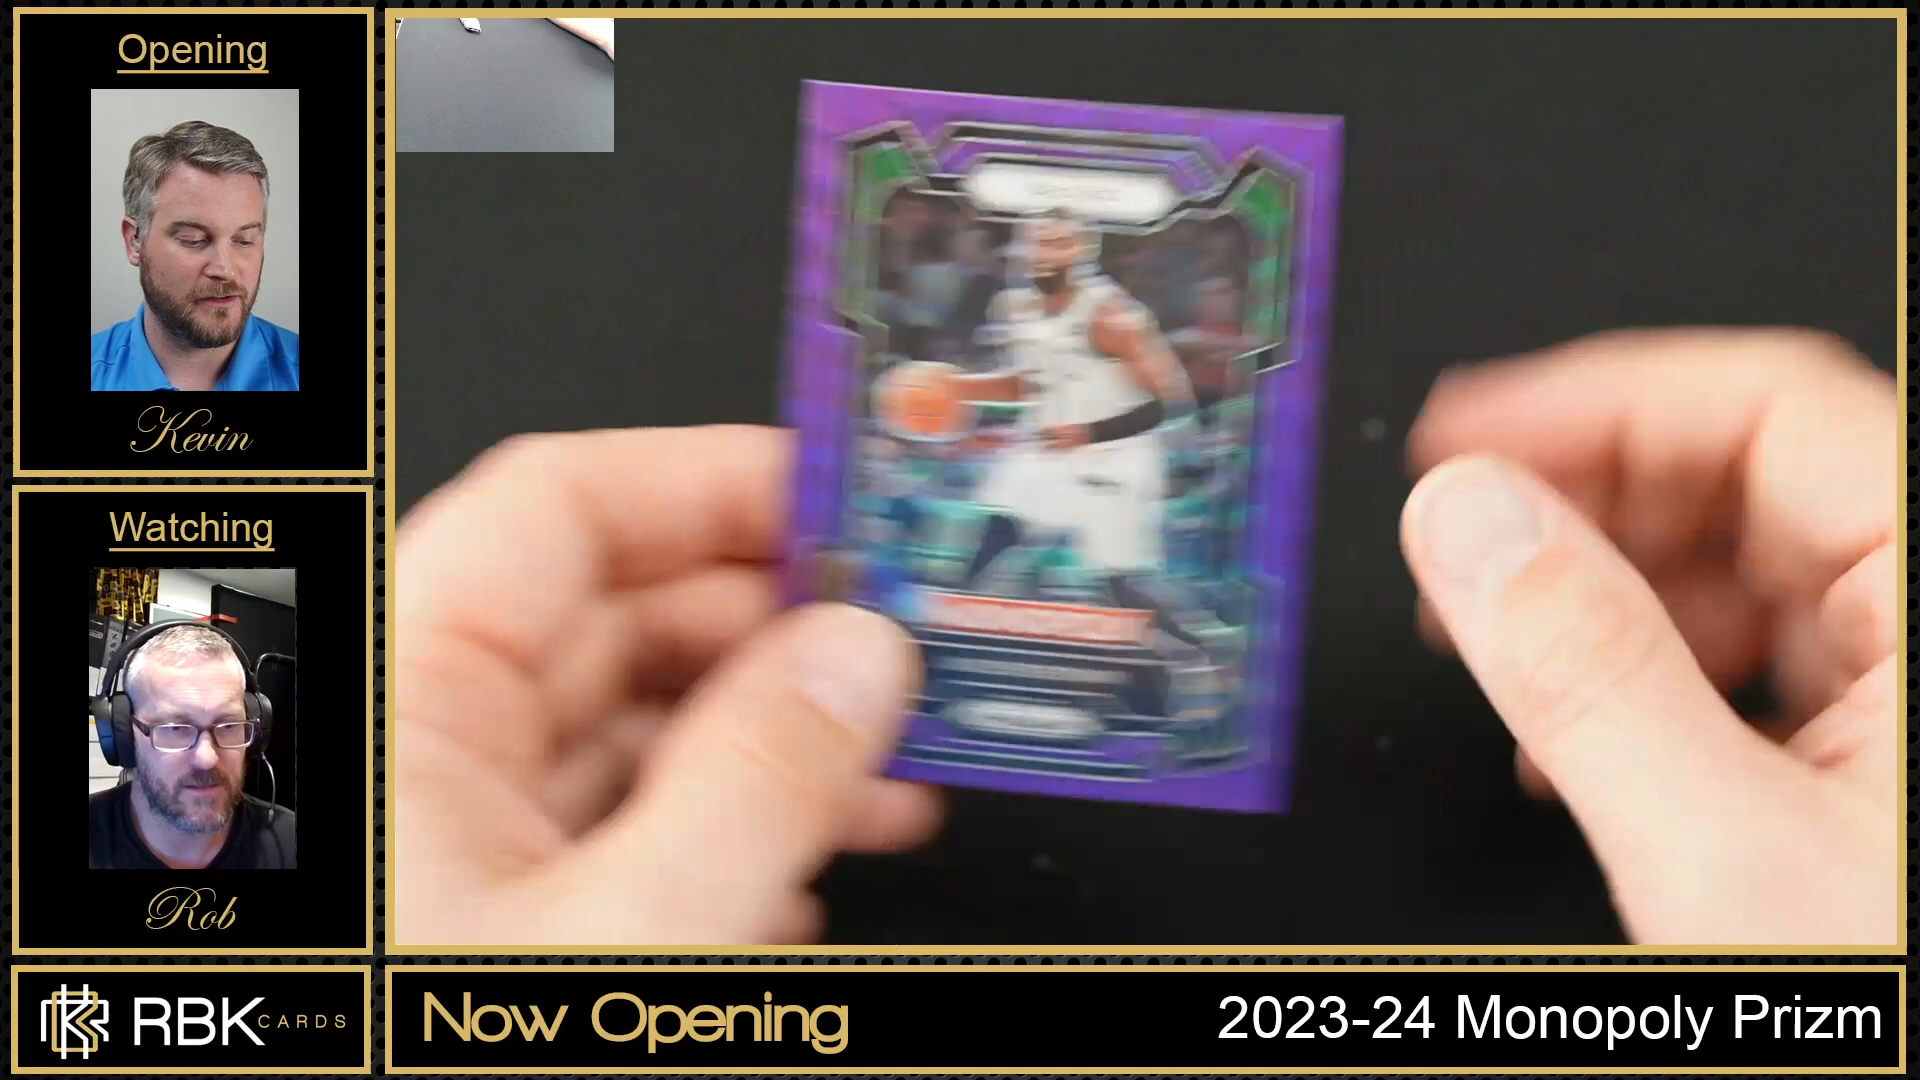 Opening
Kevin
Watching
Rob
RBK CARDS
Now Opening
2023-24 Monopoly Prizm